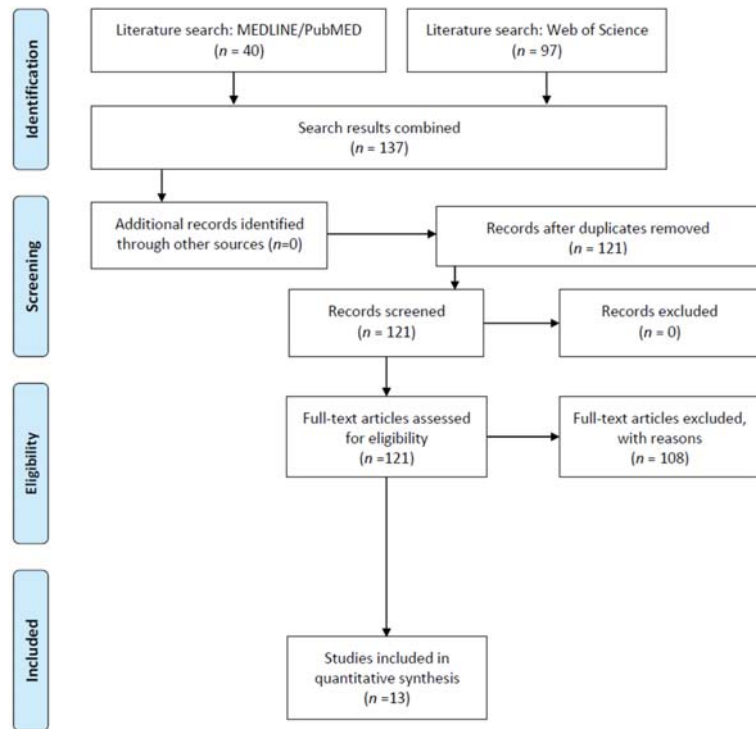 Identification
Literature search: MEDLINE/PubMED
(n = 40)
Literature search: Web of Science
(n = 97)
Search results combined
(n = 137)
Screening
Additional records identified
through other sources (n=0)
Records after duplicates removed
(n = 121)
Records screened
(n = 121)
Records excluded
(n = 0)
Eligibility
Full-text articles assessed
for eligibility
(n =121)
Full-text articles excluded,
with reasons
(n = 108)
Included
Studies included in
quantitative synthesis
(n =13)